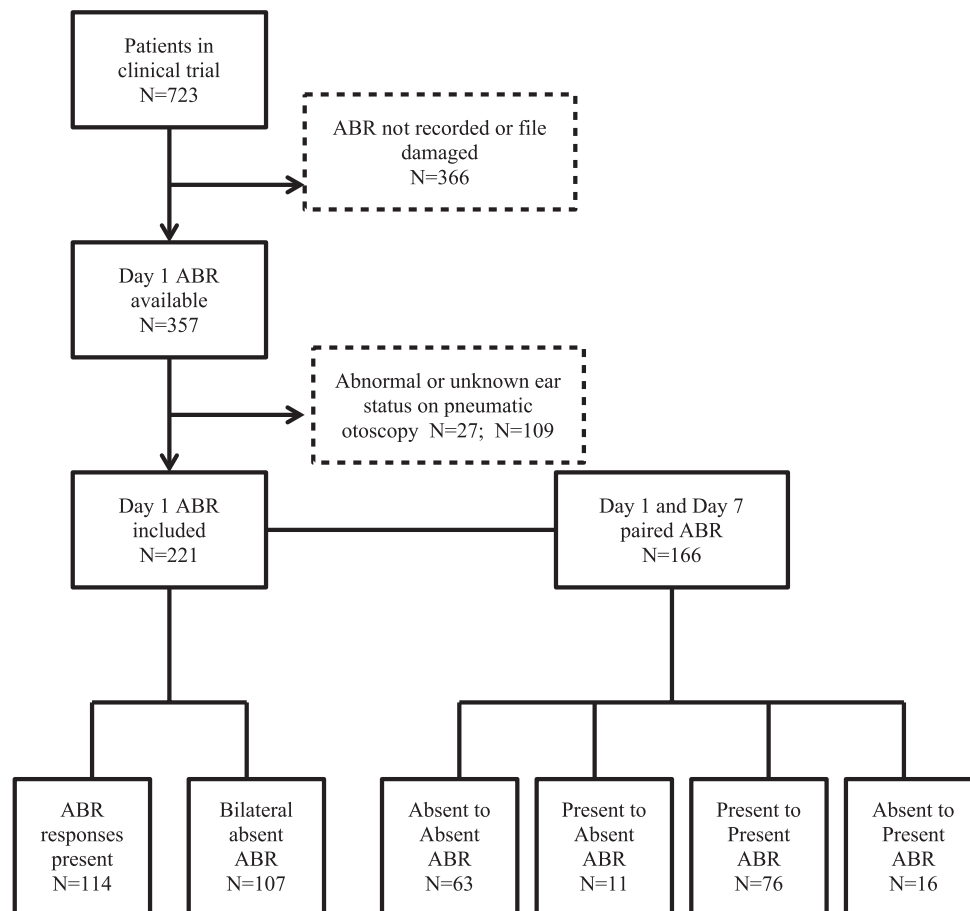 Patients in
clinical trial
N=723
ABR not recorded or file
damaged
N=366
Day 1 ABR
available
N=357
Abnormal or unknown ear
status on pneumatic
otoscopy N=27; N=109
Day 1 ABR
included
N=221
Day 1 and Day 7
paired ABR
N=166
ABR
responses
present
N=114
Bilateral
absent
ABR
N=107
Absent to
Absent
ABR
N=63
Present to
Absent
ABR
N=11
Present to
Present
ABR
N=76
Absent to
Present
ABR
N=16